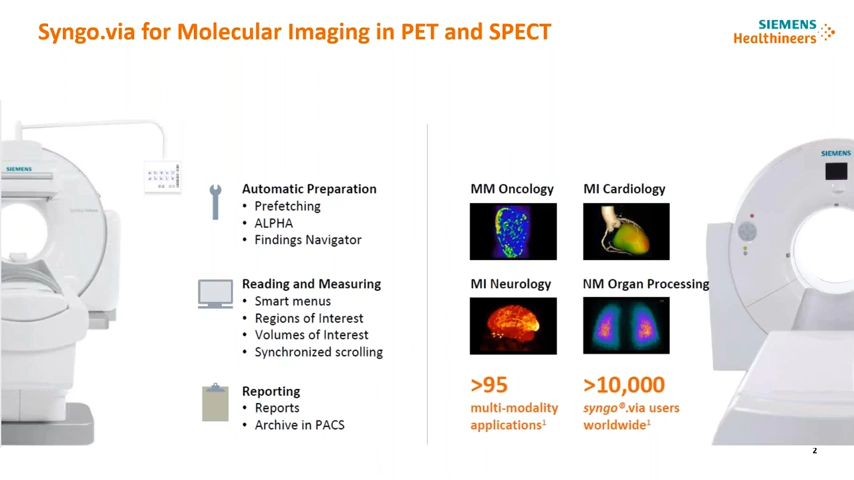 Syngo.via for Molecular Imaging in PET and SPECT
SIEMENS
Healthineers
SIEMENS
Automatic Preparation
• Prefetching
• ALPHA
• Findings Navigator
Reading and Measuring
• Smart menus
• Regions of Interest
• Volumes of Interest
• Synchronized scrolling
Reporting
• Reports
• Archive in PACS
MM Oncology
MI Cardiology
MI Neurology
NM Organ Processing
>95
multi-modality
applications¹
>10,000
syngo®.via users
worldwide¹
SIEMENS
2